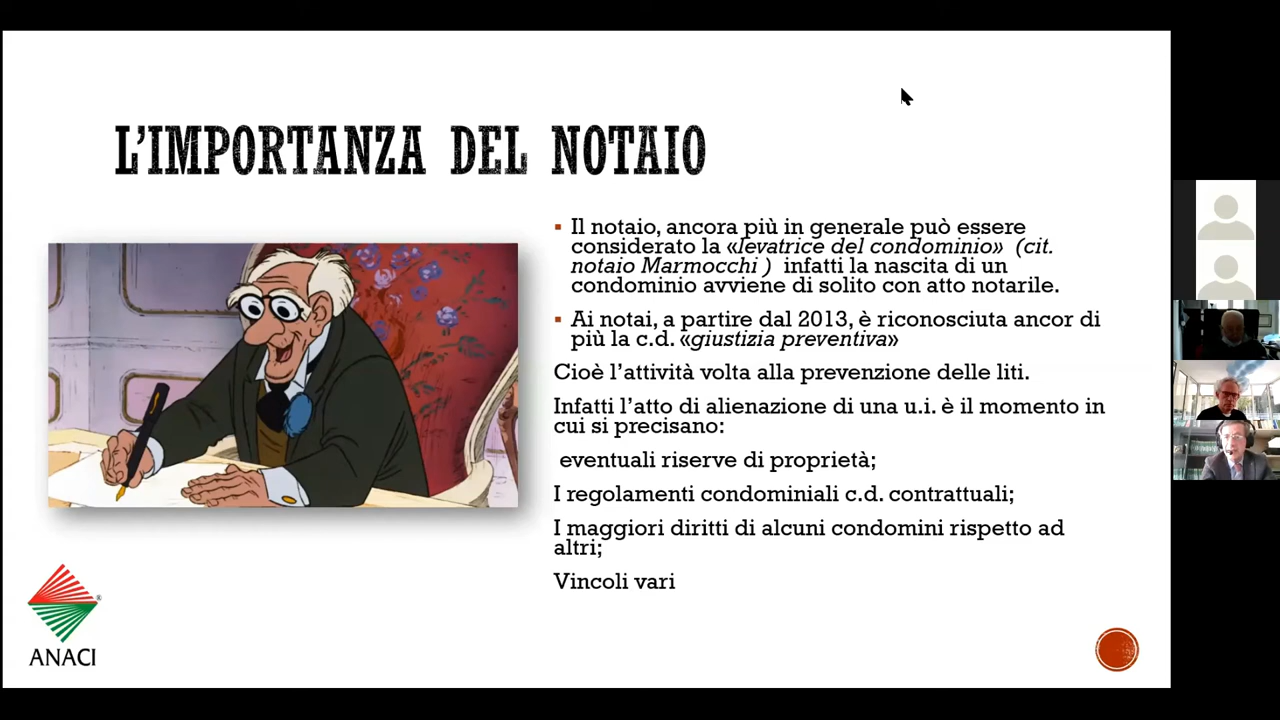 L'IMPORTANZA DEL NOTAIO
▪ Il notaio, ancora più in generale può essere
considerato la «levatrice del condominio» (cit.
notaio Marmocchi ) infatti la nascita di un
condominio avviene di solito con atto notarile.
▪ Ai notai, a partire dal 2013, è riconosciuta ancor di
più la c.d. «giustizia preventiva»
Cioè l'attività volta alla prevenzione delle liti.
Infatti l'atto di alienazione di una u.i. è il momento in
cui si precisano:
eventuali riserve di proprietà;
I regolamenti condominiali c.d. contrattuali;
I maggiori diritti di alcuni condomini rispetto ad
altri;
Vincoli vari
®
ANACI